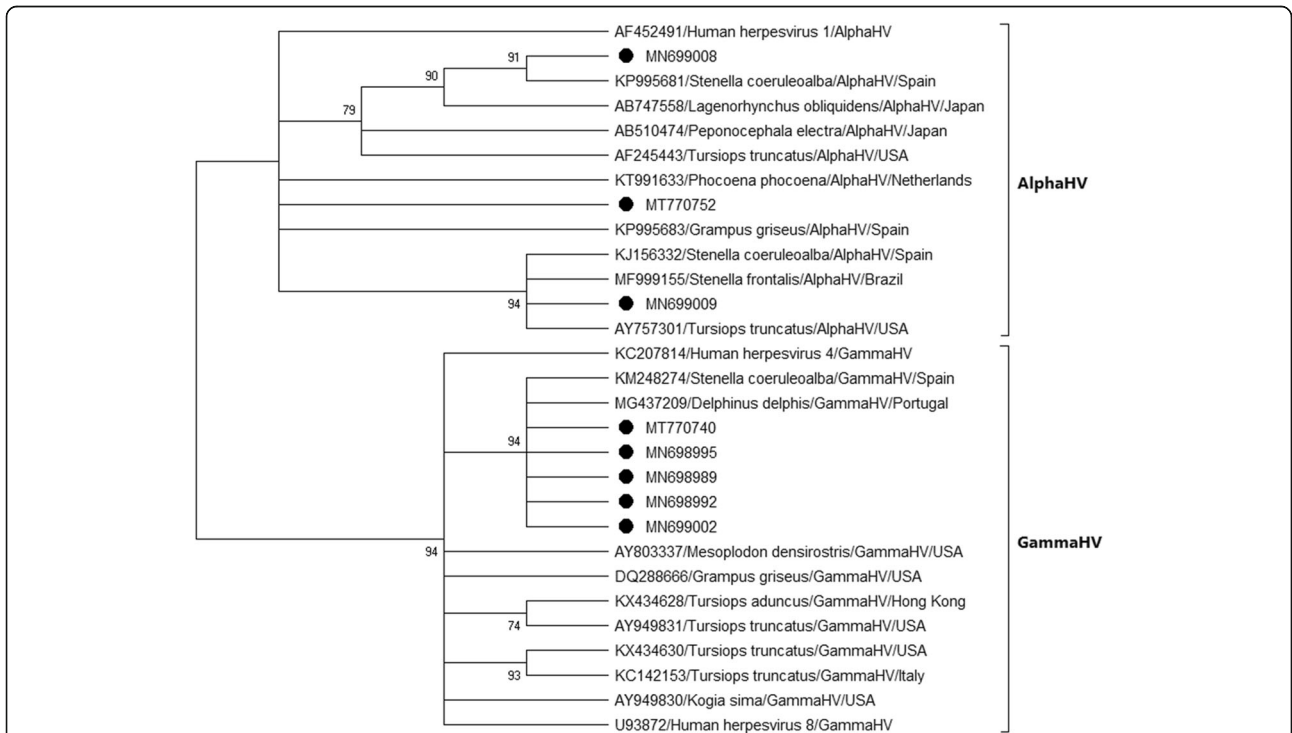 AF452491/Human herpesvirus 1/AlphaHV
91
MN699008
90
KP995681/Stenella coeruleoalba/AlphaHV/Spain
79
AB747558/Lagenorhynchus obliquidens/AlphaHV/Japan
AB510474/Peponocephala electra/AlphaHV/Japan
AF245443/Tursiops truncatus/AlphaHV/USA
KT991633/Phocoena phocoena/AlphaHV/Netherlands
AlphaHV
MT770752
KP995683/Grampus griseus/AlphaHV/Spain
KJ156332/Stenella coeruleoalba/AlphaHV/Spain
MF999155/Stenella frontalis/AlphaHV/Brazil
94
MN699009
AY757301/Tursiops truncatus/AlphaHV/USA
KC207814/Human herpesvirus 4/GammaHV
KM248274/Stenella coeruleoalba/GammaHV/Spain
MG437209/Delphinus delphis/GammaHV/Portugal
MT770740
94
MN698995
MN698989
MN698992
MN699002
GammaHV
94
AY803337/Mesoplodon densirostris/GammaHV/USA
DQ288666/Grampus griseus/GammaHV/USA
KX434628/Tursiops aduncus/GammaHV/Hong Kong
74
AY949831/Tursiops truncatus/GammaHV/USA
KX434630/Tursiops truncatus/GammaHV/USA
93
KC142153/Tursiops truncatus/GammaHV/Italy
AY949830/Kogia sima/GammaHV/USA
U93872/Human herpesvirus 8/GammaHV